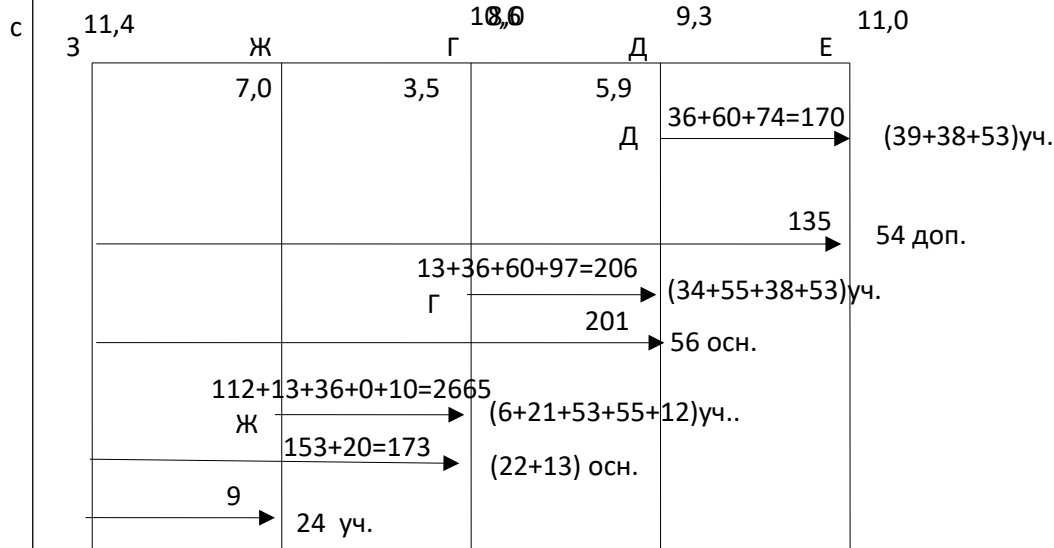 с 11,4 9,3 11,0
З Ж Г Д Е
7,0 3,5 5,9
36+60+74=170
Д (39+38+53)уч.
135 54 доп.
13+36+60+97=206
Г (34+55+38+53)уч.
201 56 осн.
112+13+36+0+10=2665
Ж (6+21+53+55+12)уч..
153+20=173 (22+13) осн.
9 24 уч.